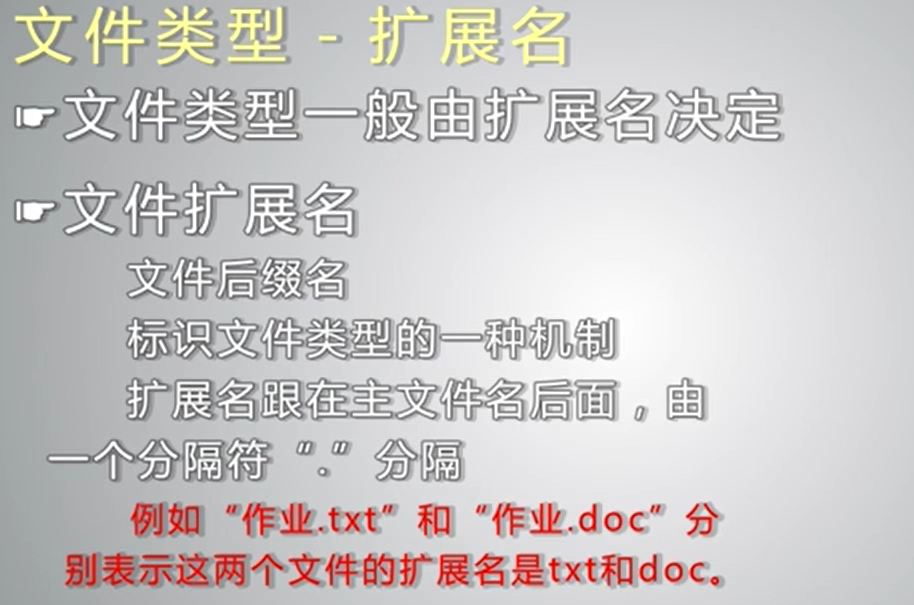 文件类型 - 扩展名
☛文件类型一般由扩展名决定
☛文件扩展名
文件后缀名
标识文件类型的一种机制
扩展名跟在主文件名后面，由
一个分隔符“.”分隔
例如“作业.txt”和“作业.doc”分
别表示这两个文件的扩展名是txt和doc。